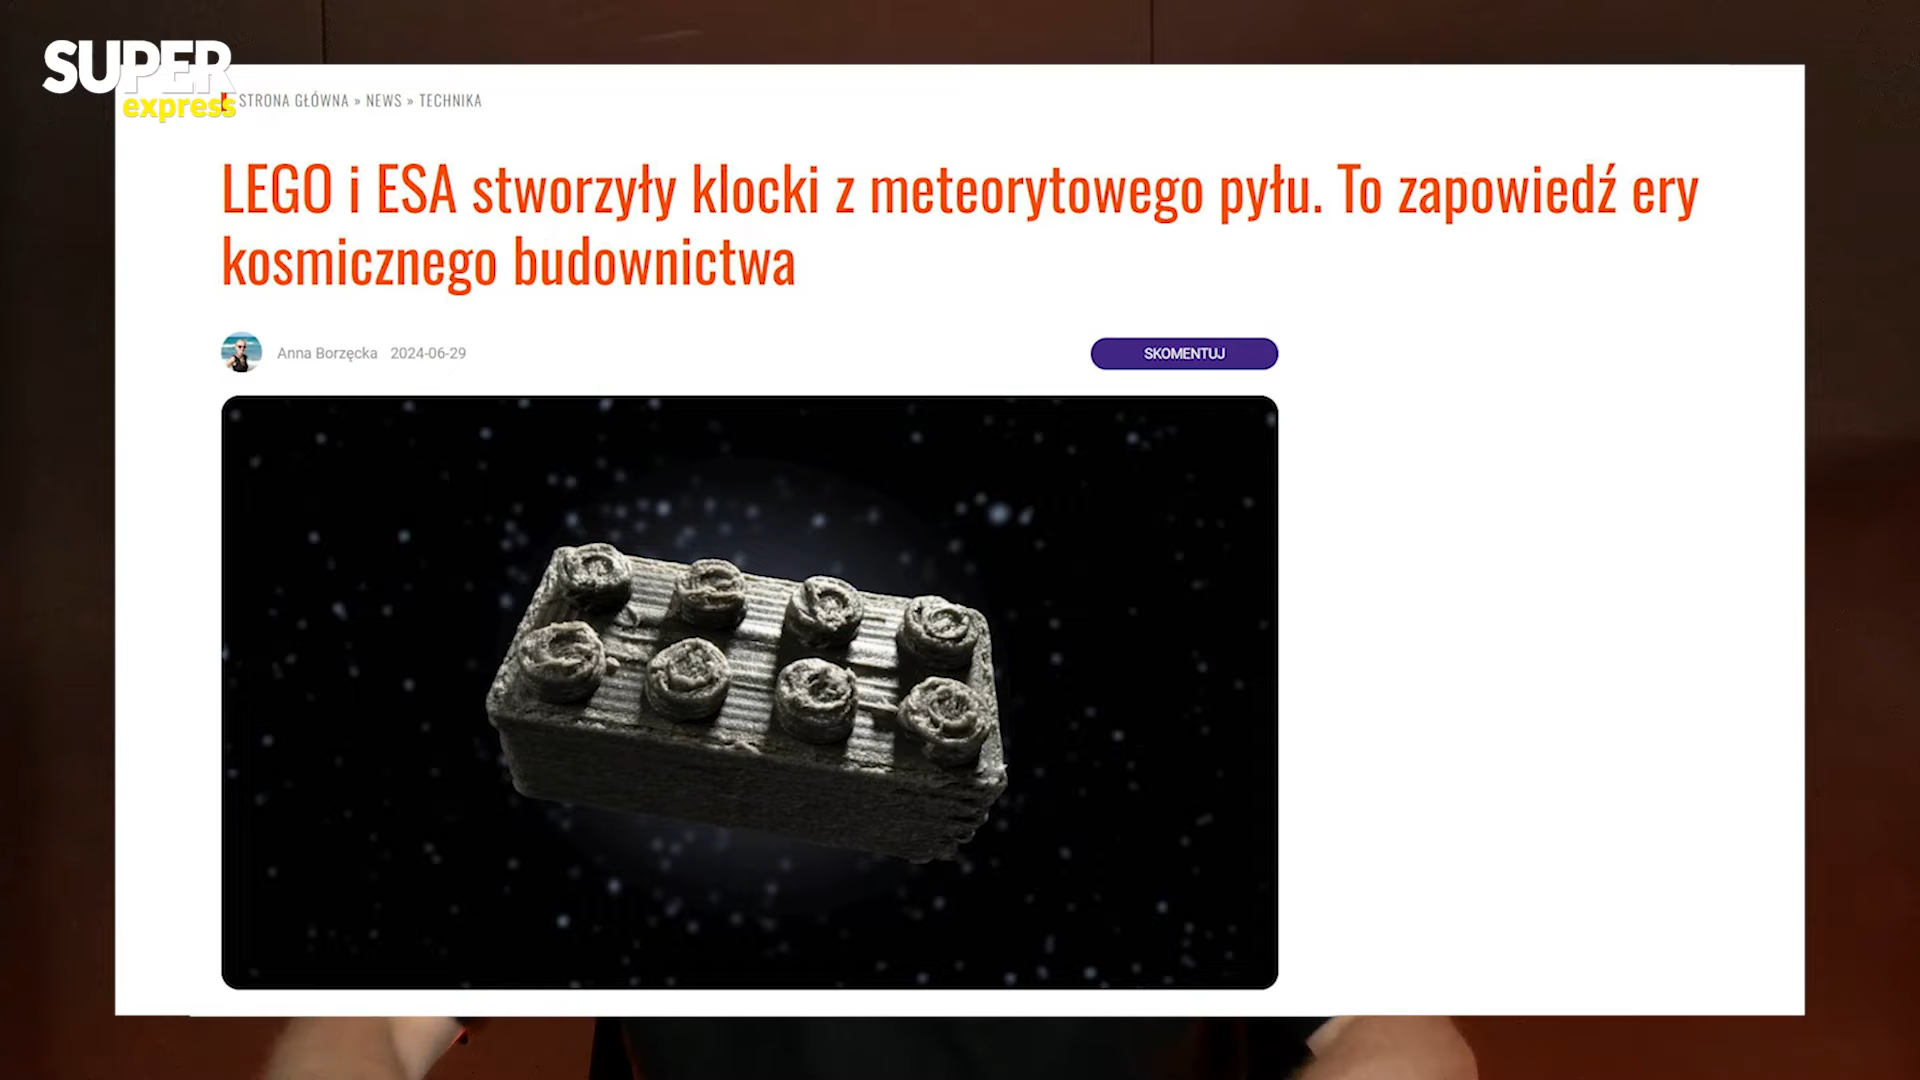 SUPER
express
STRONA GŁÓWNA » NEWS » TECHNIKA
LEGO i ESA stworzyły klocki z meteorytowego pyłu. To zapowiedź ery
kosmicznego budownictwa
Anna Borzęcka 2024-06-29
SKOMENTUJ